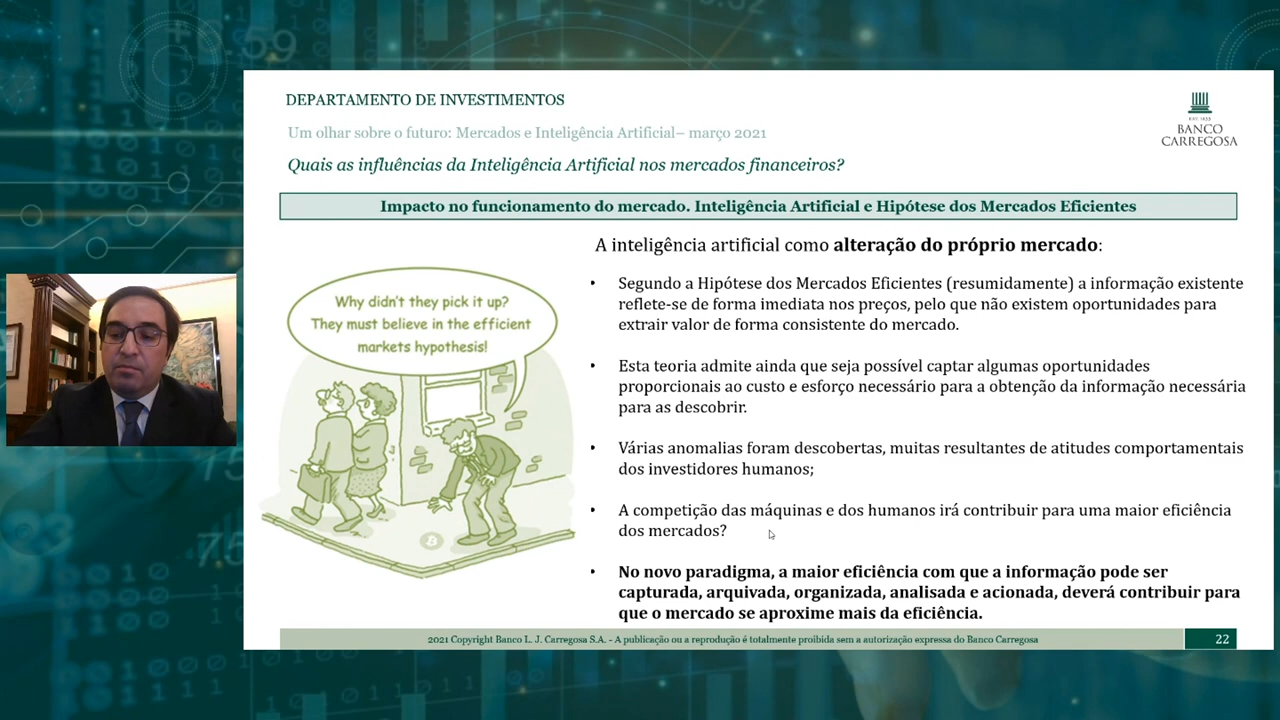 DEPARTAMENTO DE INVESTIMENTOS
Um olhar sobre o futuro: Mercados e Inteligência Artificial– março 2021
Quais as influências da Inteligência Artificial nos mercados financeiros?
BANCO
CARREGOSA
Impacto no funcionamento do mercado. Inteligência Artificial e Hipótese dos Mercados Eficientes
Why didn't they pick it up?
They must believe in the efficient
markets hypothesis!
A inteligência artificial como alteração do próprio mercado:
• Segundo a Hipótese dos Mercados Eficientes (resumidamente) a informação existente
reflete-se de forma imediata nos preços, pelo que não existem oportunidades para
extrair valor de forma consistente do mercado.
• Esta teoria admite ainda que seja possível captar algumas oportunidades
proporcionais ao custo e esforço necessário para a obtenção da informação necessária
para as descobrir.
• Várias anomalias foram descobertas, muitas resultantes de atitudes comportamentais
dos investidores humanos;
• A competição das máquinas e dos humanos irá contribuir para uma maior eficiência
dos mercados?
• No novo paradigma, a maior eficiência com que a informação pode ser
capturada, arquivada, organizada, analisada e acionada, deverá contribuir para
que o mercado se aproxime mais da eficiência.
2021 Copyright Banco L. J. Carregosa S.A. - A publicação ou a reprodução é totalmente proibida sem a autorização expressa do Banco Carregosa
22